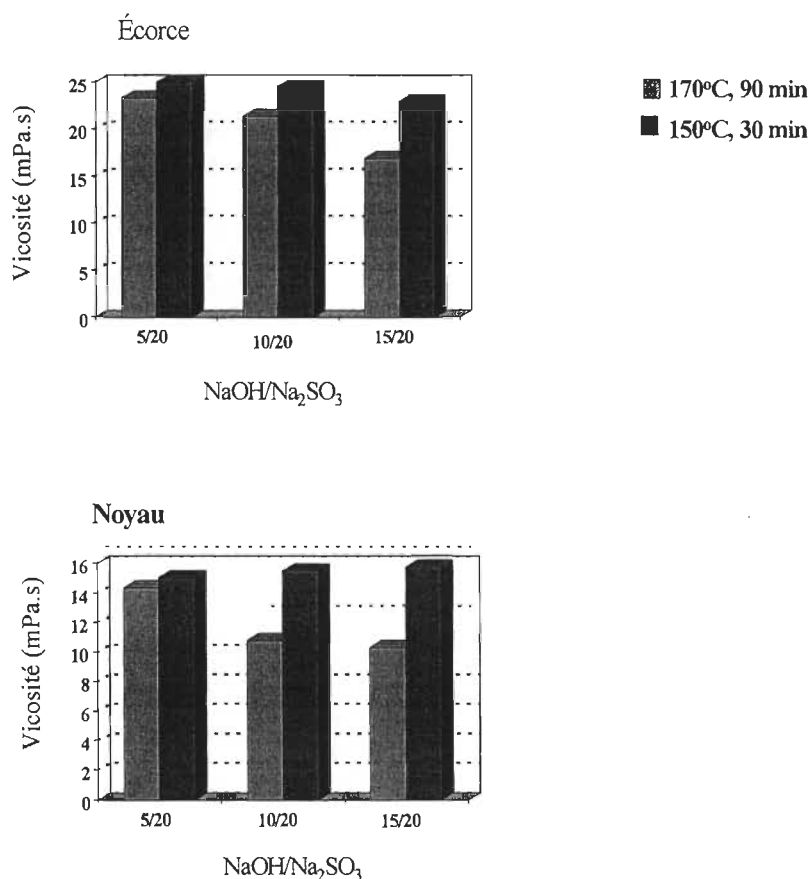 Écorce
170°C, 90 min
150°C, 30 min
Vicosité (mPa.s)
25
20
15
10
5
0
5/20
10/20
15/20
NaOH/Na₂SO₃
Noyau
Vicosité (mPa.s)
16
14
12
10
8
6
4
2
0
5/20
10/20
15/20
NaOH/Na₂SO₃